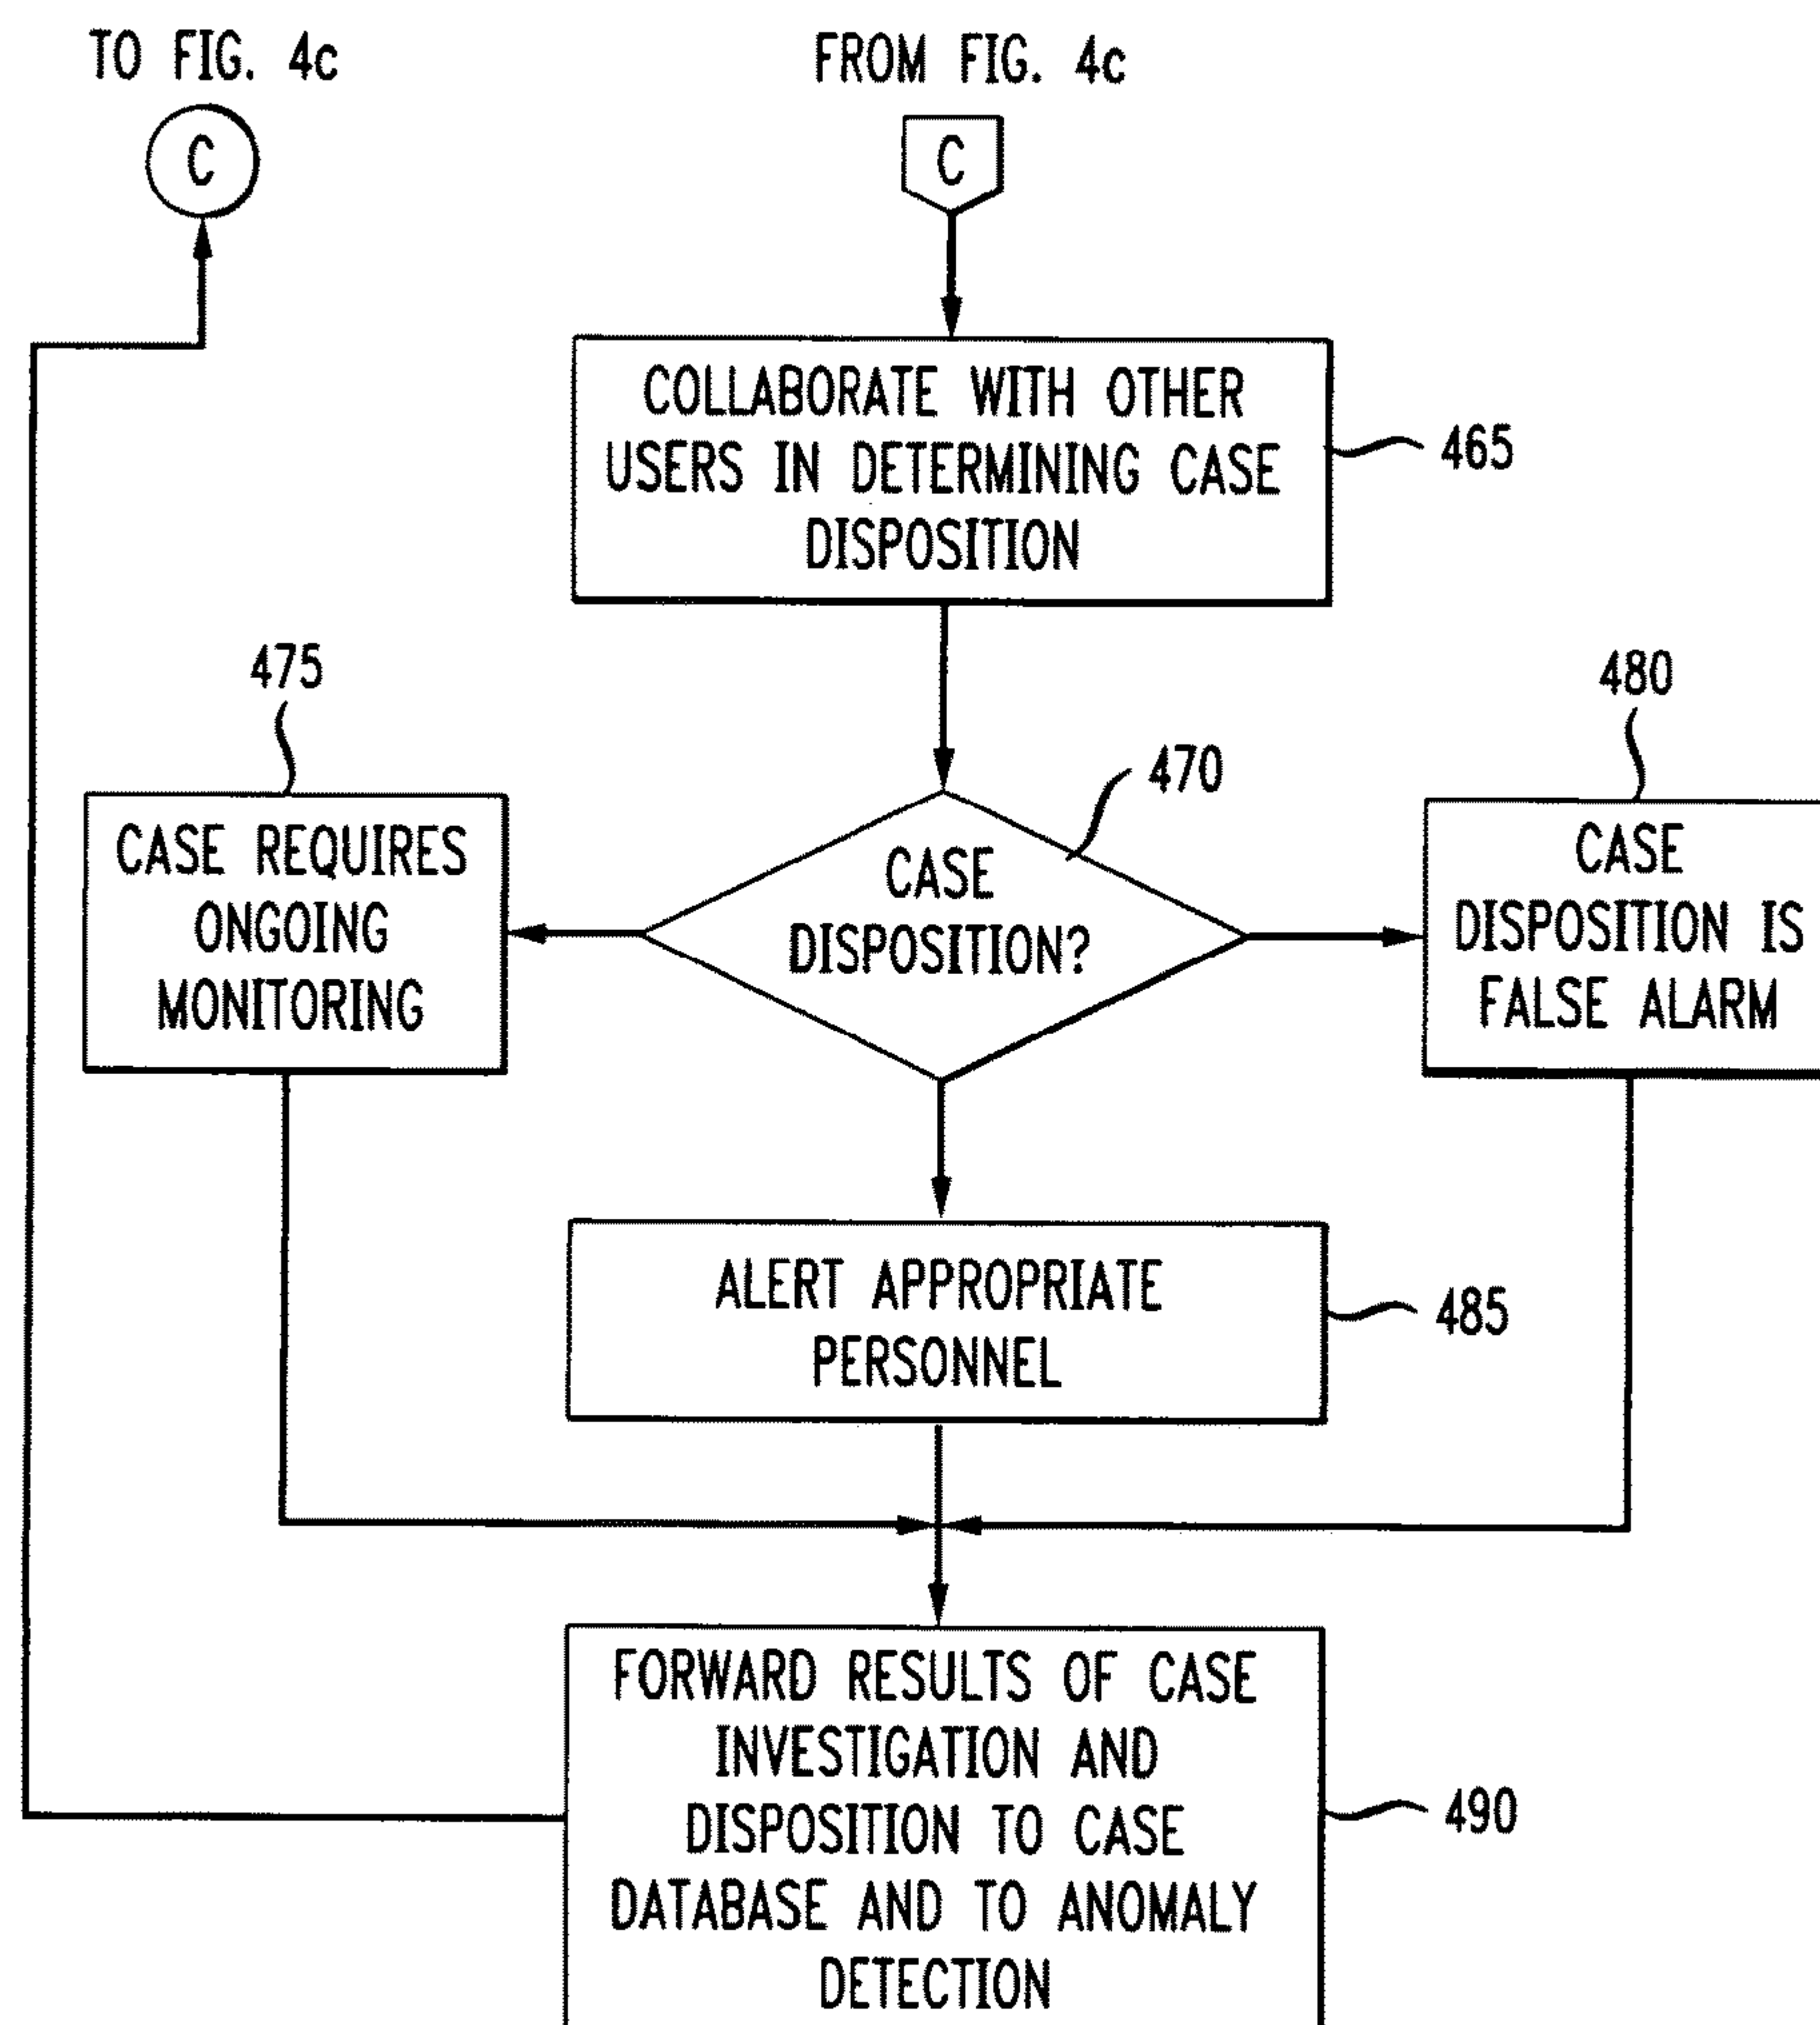 TO FIG. 4c
FROM FIG. 4c
C
C
COLLABORATE WITH OTHER
USERS IN DETERMINING CASE
DISPOSITION
465
475
480
470
CASE REQUIRES
ONGOING
MONITORING
CASE
DISPOSITION?
CASE
DISPOSITION IS
FALSE ALARM
ALERT APPROPRIATE
PERSONNEL
485
FORWARD RESULTS OF CASE
INVESTIGATION AND
DISPOSITION TO CASE
DATABASE AND TO ANOMALY
DETECTION
490